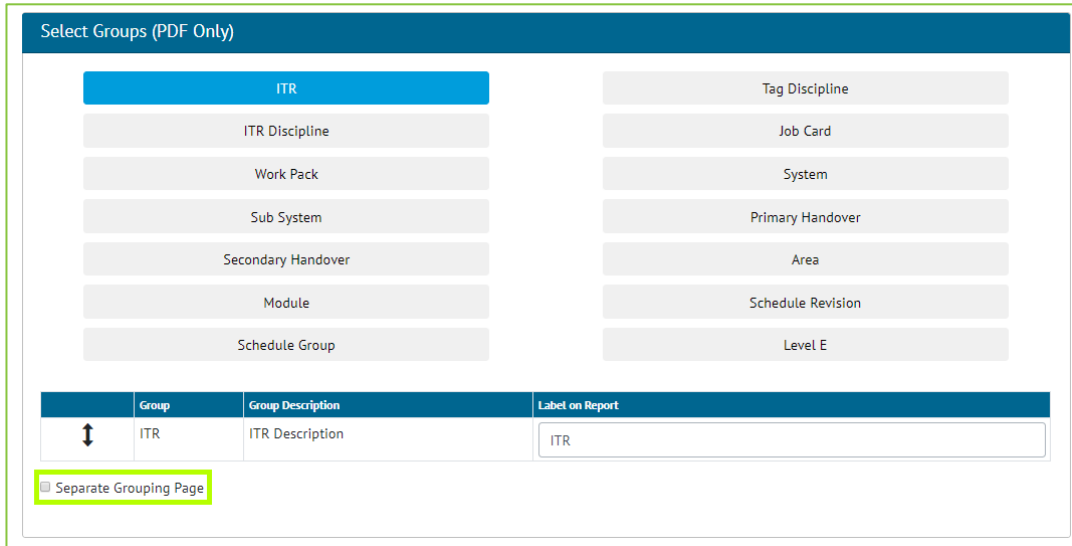 Select Groups (PDF Only)
ITR
Tag Discipline
ITR Discipline
Job Card
Work Pack
System
Sub System
Primary Handover
Secondary Handover
Area
Module
Schedule Revision
Schedule Group
Level E
Group
Group Description
Label on Report
ITR
ITR Description
ITR
Separate Grouping Page